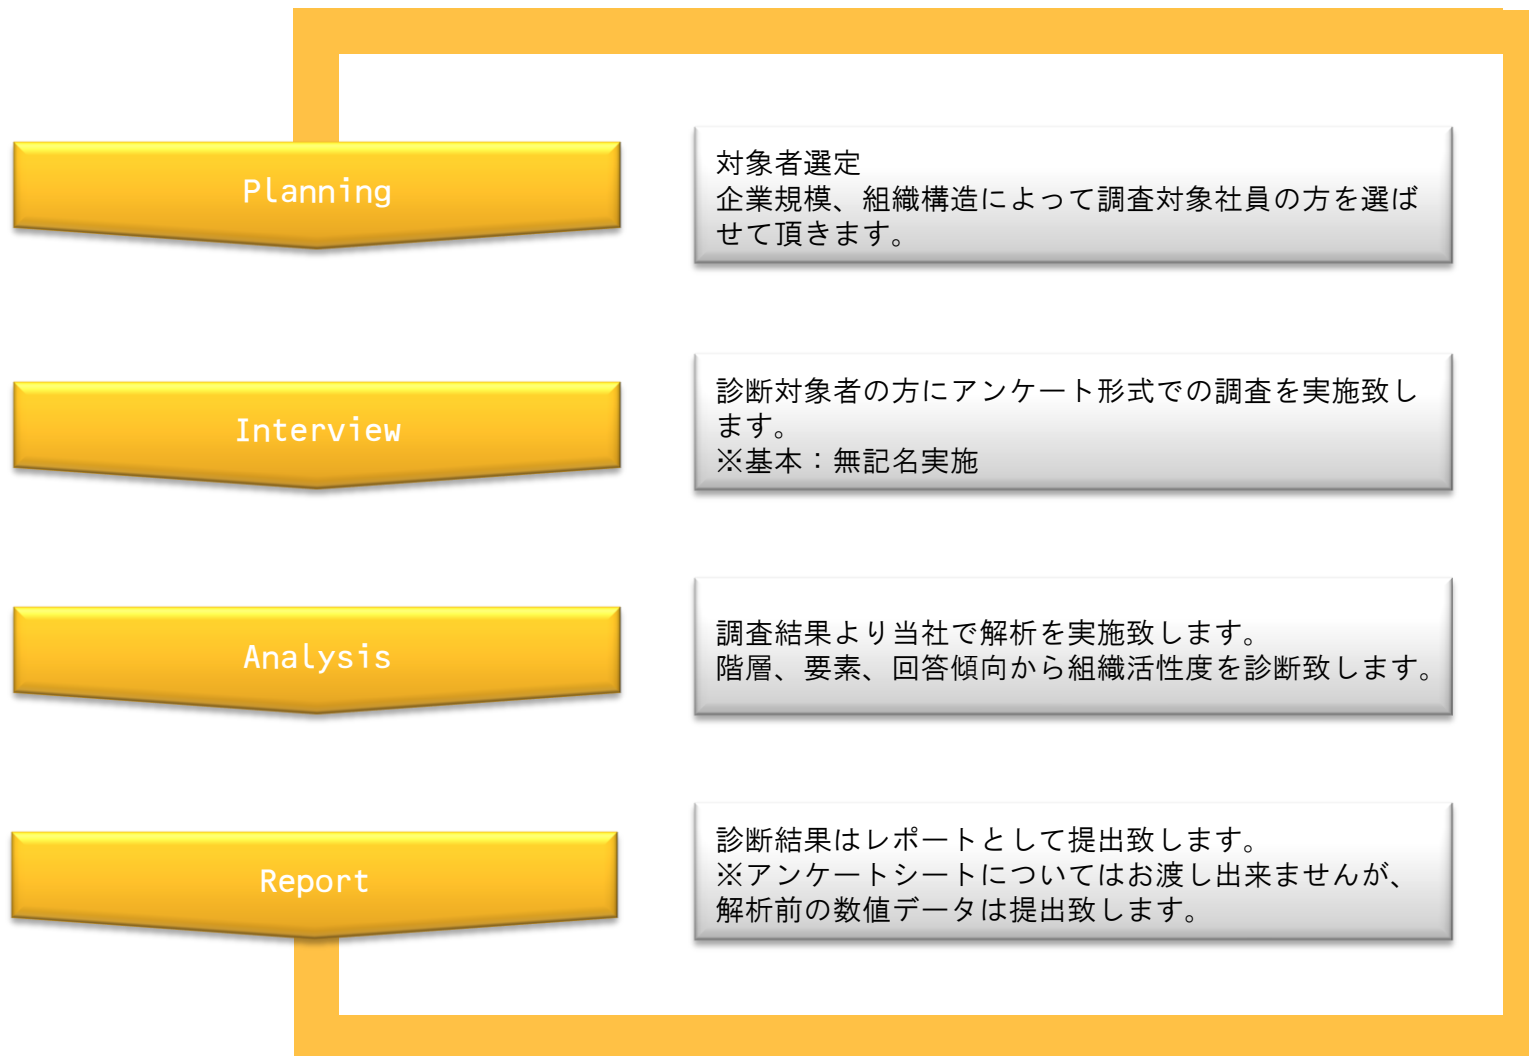 Planning
対象者選定
企業規模、組織構造によって調査対象社員の方を選ば
せて頂きます。
Interview
診断対象者の方にアンケート形式での調査を実施致し
ます。
※基本：無記名実施
Analysis
調査結果より当社で解析を実施致します。
階層、要素、回答傾向から組織活性度を診断致します。
Report
診断結果はレポートとして提出致します。
※アンケートシートについてはお渡し出来ませんが、
解析前の数値データは提出致します。